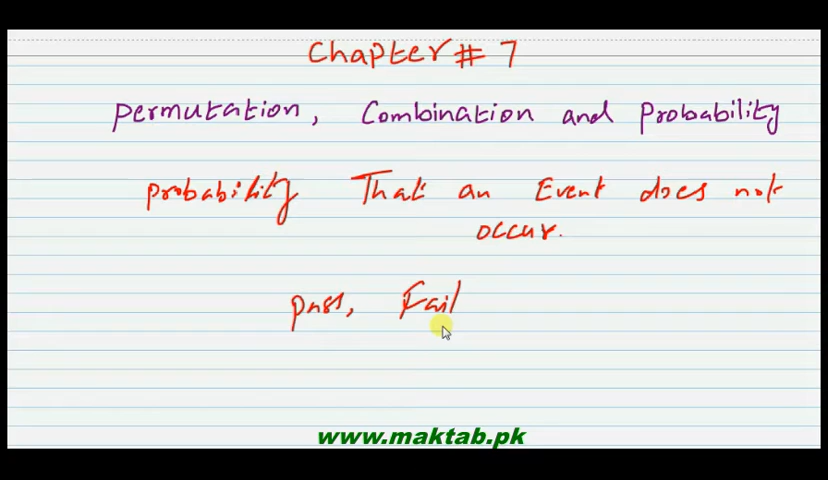 Chapter # 7
Permutation, Combination and Probability
probability That an Event does not
occur.
pass, Fail
www.maktab.pk